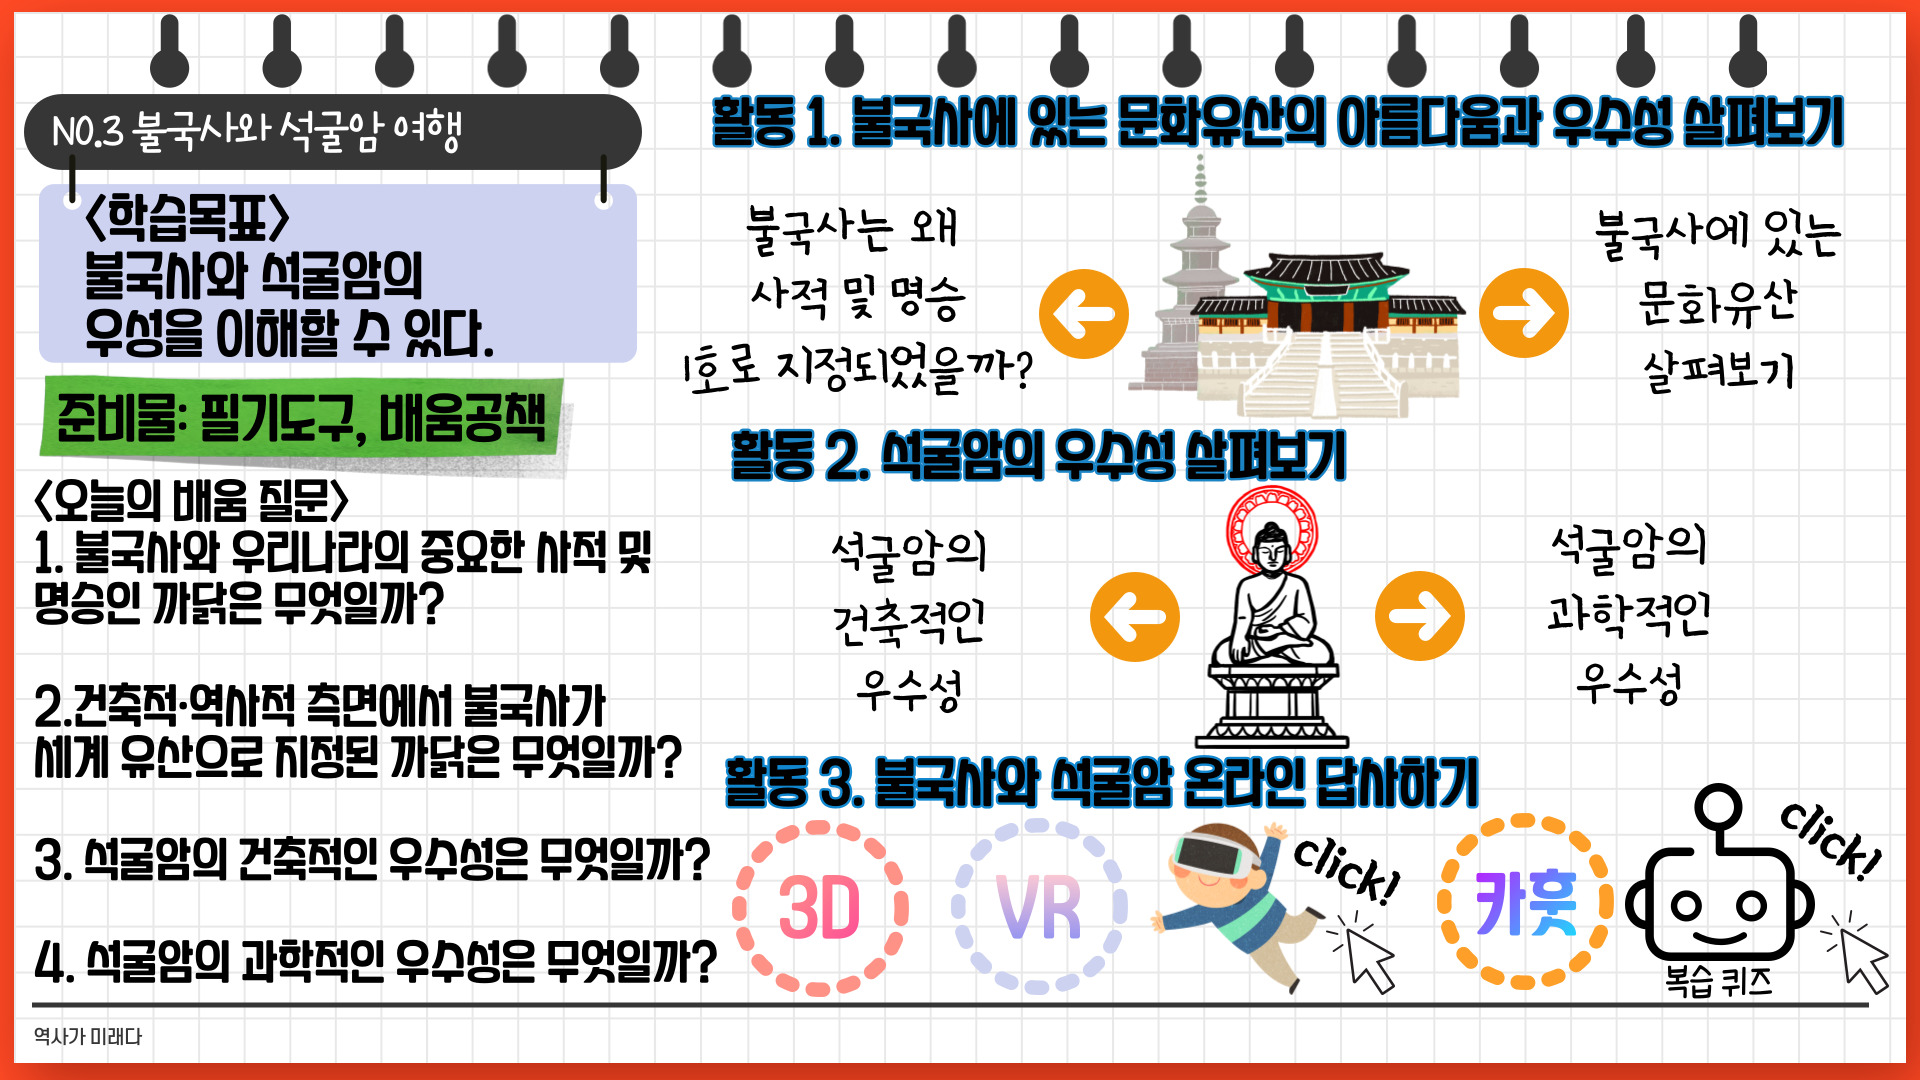 NO.3 불국사와 석굴암 여행
<학습목표>
불국사와 석굴암의
우성을 이해할 수 있다.
준비물: 필기도구, 배움공책
<오늘의 배움 질문>
1. 불국사와 우리나라의 중요한 사적 및
명승인 까닭은 무엇일까?
2.건축적·역사적 측면에서 불국사가
세계 유산으로 지정된 까닭은 무엇일까?
3. 석굴암의 건축적인 우수성은 무엇일까?
4. 석굴암의 과학적인 우수성은 무엇일까?
활동 1. 불국사에 있는 문화유산의 아름다움과 우수성 살펴보기
불국사는 왜
사적 및 명승
1호로 지정되었을까?
불국사에 있는
문화유산
살펴보기
활동 2. 석굴암의 우수성 살펴보기
석굴암의
건축적인
우수성
석굴암의
과학적인
우수성
활동 3. 불국사와 석굴암 온라인 답사하기
3D
VR
click!
카훗
click!
복습 퀴즈
역사가 미래다